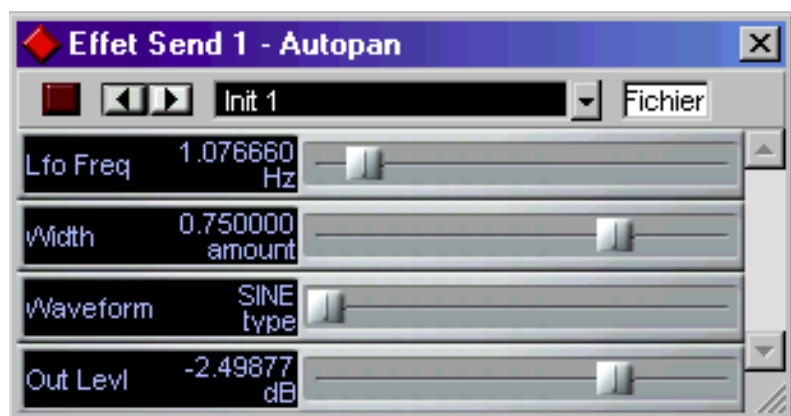 Effet Send 1 - Autopan
Init 1 Fichier
Lfo Freq 1.076660
Hz
Width 0.750000
amount
Waveform SINE
type
Out Levl -2.49877
dB